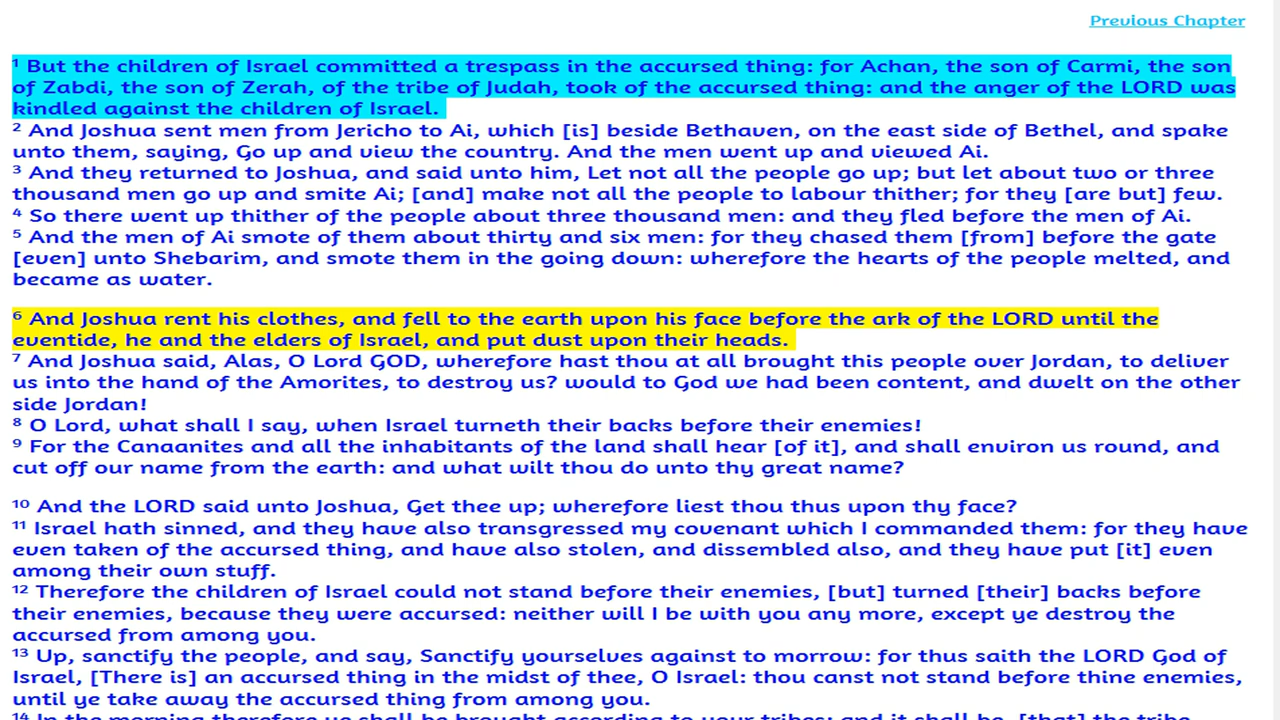 Previous Chapter
¹ But the children of Israel committed a trespass in the accursed thing: for Achan, the son of Carmi, the son
of Zabdi, the son of Zerah, of the tribe of Judah, took of the accursed thing: and the anger of the LORD was
kindled against the children of Israel.
² And Joshua sent men from Jericho to Ai, which [is] beside Bethaven, on the east side of Bethel, and spake
unto them, saying, Go up and view the country. And the men went up and viewed Ai.
³ And they returned to Joshua, and said unto him, Let not all the people go up; but let about two or three
thousand men go up and smite Ai; [and] make not all the people to labour thither; for they [are but] few.
⁴ So there went up thither of the people about three thousand men: and they fled before the men of Ai.
⁵ And the men of Ai smote of them about thirty and six men: for they chased them [from] before the gate
[even] unto Shebarim, and smote them in the going down: wherefore the hearts of the people melted, and
became as water.
⁶ And Joshua rent his clothes, and fell to the earth upon his face before the ark of the LORD until the
eventide, he and the elders of Israel, and put dust upon their heads.
⁷ And Joshua said, Alas, O Lord GOD, wherefore hast thou at all brought this people over Jordan, to deliver
us into the hand of the Amorites, to destroy us? would to God we had been content, and dwelt on the other
side Jordan!
⁸ O Lord, what shall I say, when Israel turneth their backs before their enemies!
⁹ For the Canaanites and all the inhabitants of the land shall hear [of it], and shall environ us round, and
cut off our name from the earth: and what wilt thou do unto thy great name?
¹⁰ And the LORD said unto Joshua, Get thee up; wherefore liest thou thus upon thy face?
¹¹ Israel hath sinned, and they have also transgressed my covenant which I commanded them: for they have
even taken of the accursed thing, and have also stolen, and dissembled also, and they have put [it] even
among their own stuff.
¹² Therefore the children of Israel could not stand before their enemies, [but] turned [their] backs before
their enemies, because they were accursed: neither will I be with you any more, except ye destroy the
accursed from among you.
¹³ Up, sanctify the people, and say, Sanctify yourselves against to morrow: for thus saith the LORD God of
Israel, [There is] an accursed thing in the midst of thee, O Israel: thou canst not stand before thine enemies,
until ye take away the accursed thing from among you.
¹⁴ In the morning therefore ye shall be brought according to your tribes: and it shall be, [that] the tribe